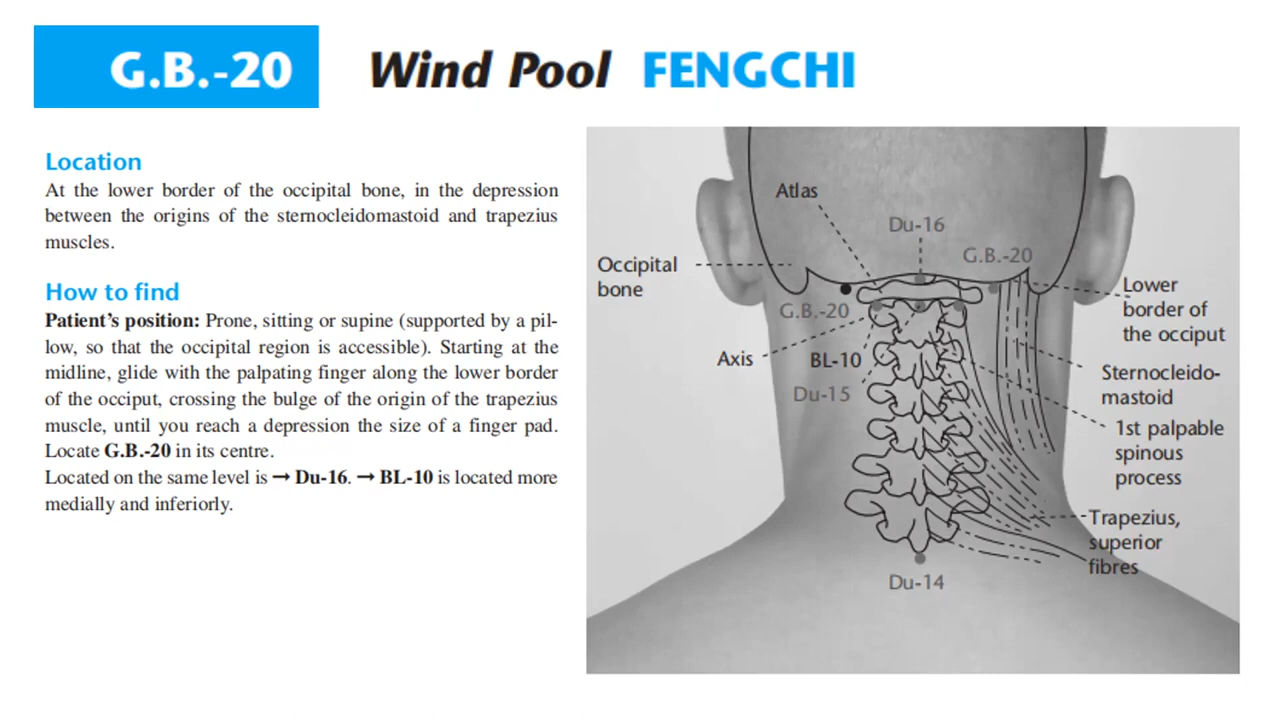 G.B.-20 Wind Pool FENGCHI
Location
At the lower border of the occipital bone, in the depression
between the origins of the sternocleidomastoid and trapezius
muscles.
How to find
Patient's position: Prone, sitting or supine (supported by a pil-
low, so that the occipital region is accessible). Starting at the
midline, glide with the palpating finger along the lower border
of the occiput, crossing the bulge of the origin of the trapezius
muscle, until you reach a depression the size of a finger pad.
Locate G.B.-20 in its centre.
Located on the same level is → Du-16. → BL-10 is located more
medially and inferiorly.
Atlas
Du-16
G.B.-20
Occipital
bone
Lower
border of
the occiput
G.B.-20
Axis
BL-10
Du-15
Sternocleido-
mastoid
1st palpable
spinous
process
Trapezius,
superior
fibres
Du-14